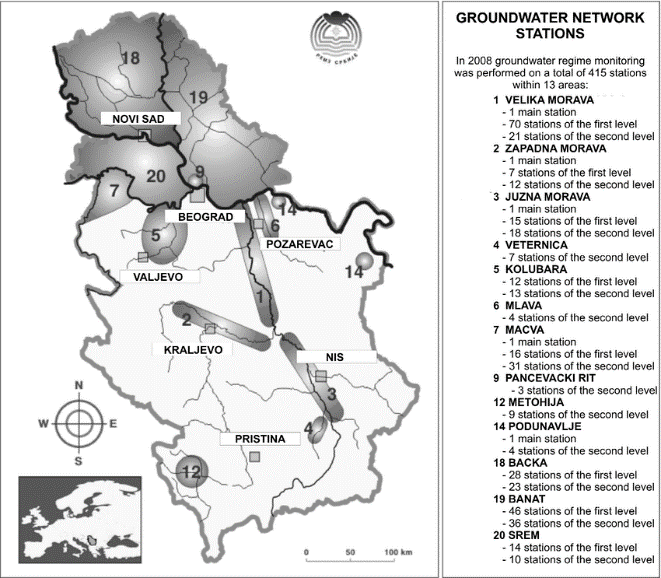 18
19
NOVI SAD
20
9
7
BEOGRAD
14
6
POZAREVAC
5
VALJEVO
14
1
2
KRALJEVO
NIS
3
4
PRISTINA
12
N
W
E
S
0
50
100 km
GROUNDWATER NETWORK
STATIONS
In 2008 groundwater regime monitoring
was performed on a total of 415 stations
within 13 areas:
1 VELIKA MORAVA
- 1 main station
- 70 stations of the first level
- 21 stations of the second level
2 ZAPADNA MORAVA
- 1 main station
- 7 stations of the first level
- 12 stations of the second level
3 JUZNA MORAVA
- 1 main station
- 15 stations of the first level
- 18 stations of the second level
4 VETERNICA
- 7 stations of the second level
5 KOLUBARA
- 12 stations of the first level
- 13 stations of the second level
6 MLAVA
- 4 stations of the second level
7 MACVA
- 1 main station
- 16 stations of the first level
- 31 stations of the second level
9 PANCEVACKI RIT
- 3 stations of the second level
12 METOHIJA
- 9 stations of the second level
14 PODUNAVLJE
- 1 main station
- 4 stations of the second level
18 BACKA
- 28 stations of the first level
- 23 stations of the second level
19 BANAT
- 46 stations of the first level
- 36 stations of the second level
20 SREM
- 14 stations of the first level
- 10 stations of the second level